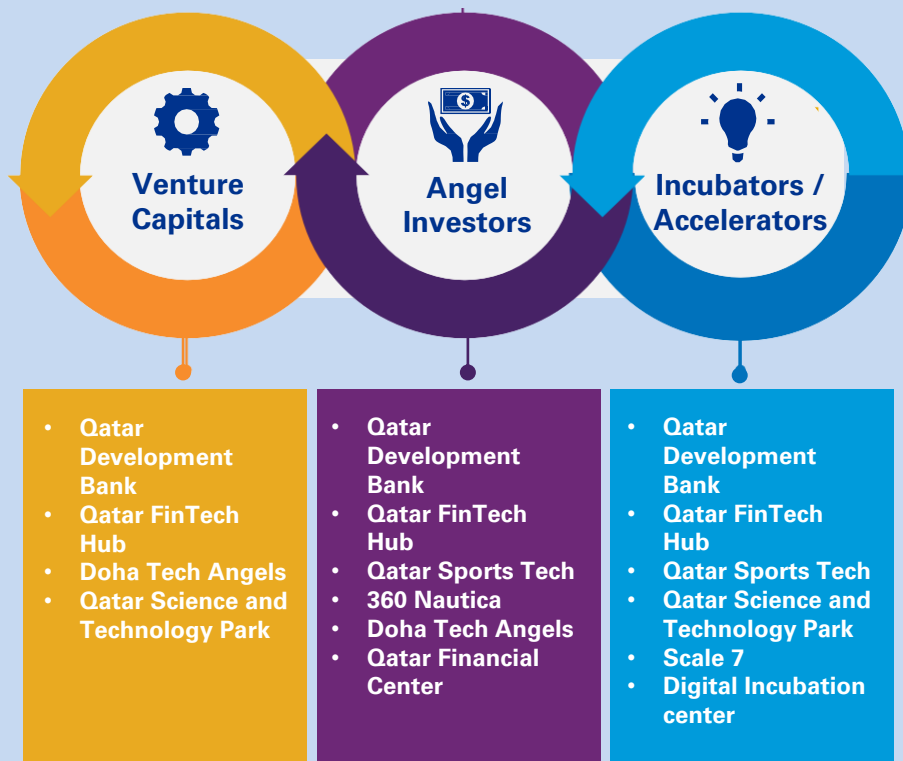 Venture
Capitals
Angel
Investors
Incubators /
Accelerators
• Qatar
Development
Bank
• Qatar FinTech
Hub
• Doha Tech Angels
• Qatar Science and
Technology Park
• Qatar
Development
Bank
• Qatar FinTech
Hub
• Qatar Sports Tech
• 360 Nautica
• Doha Tech Angels
• Qatar Financial
Center
• Qatar
Development
Bank
• Qatar FinTech
Hub
• Qatar Sports Tech
• Qatar Science and
Technology Park
• Scale 7
• Digital Incubation
center